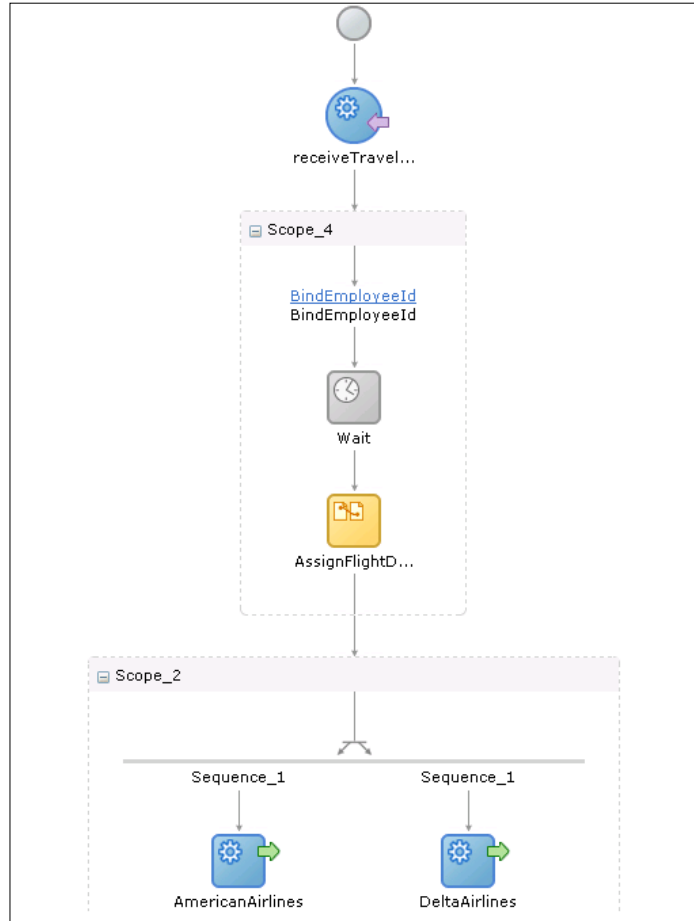 receiveTravel...
Scope_4
BindEmployeeId
BindEmployeeId
Wait
AssignFlightD...
Scope_2
Sequence_1 Sequence_1
AmericanAirlines DeltaAirlines